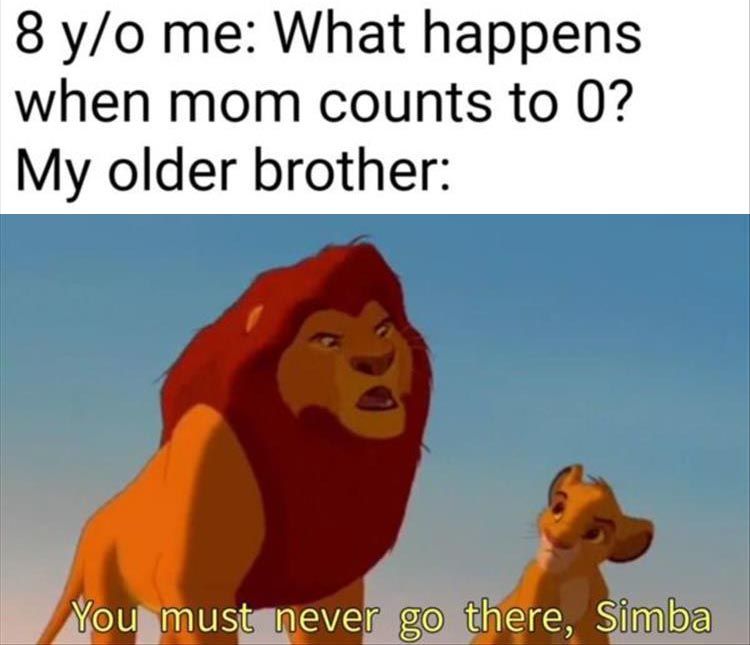 8 y/o me: What happens
when mom counts to 0?
My older brother:
You must never go there, Simba